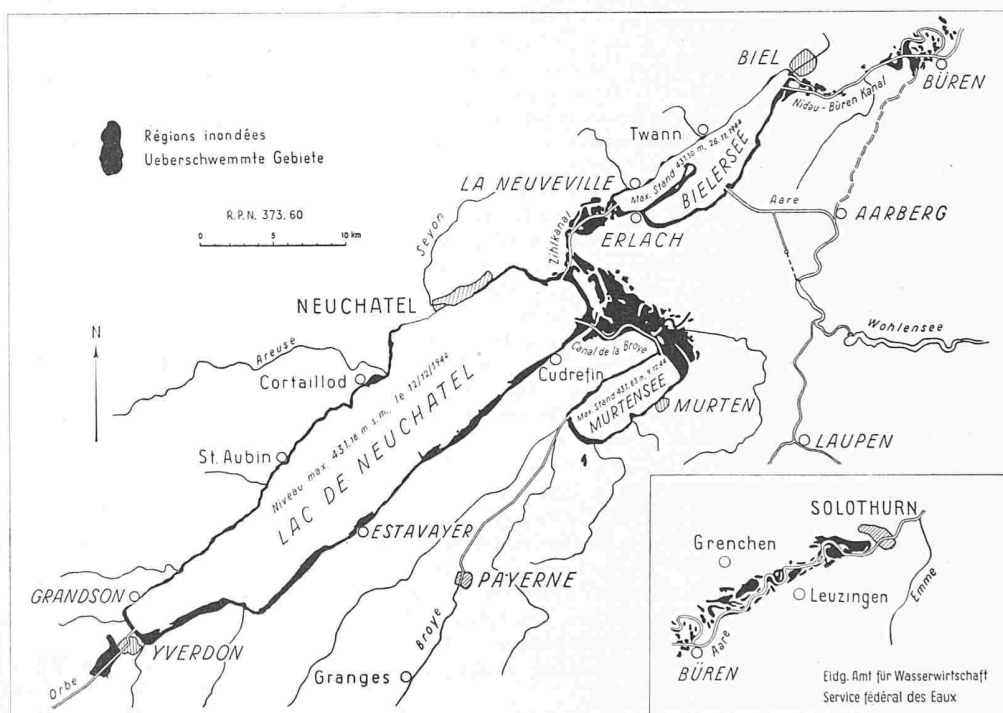 BIEL
BÜREN
Nidau-Büren Kanal
Régions inondées
Ueberschwemmte Gebiete
Twann
Max. Stand 431,10 m, 26.11.1944
BIELERSEE
LA NEUVEVILLE
R.P.N. 373.60
0 5 10 km
Seyon
Zihlkanal
ERLACH
Aare
AARBERG
NEUCHATEL
N
Areuse
Cortaillod
Canal de la Broye
Cudrefin
Wohlensee
Max. Stand 431,63 m, 9.12.44
MURTENSEE
MURTEN
Niveau max. 431,18 m s.m., le 12/12/1944
LAC DE NEUCHATEL
St. Aubin
LAUPEN
ESTAVAYER
GRANDSON
PAYERNE
YVERDON
Broye
Orbe
Granges
SOLOTHURN
Grenchen
Leuzingen
Emme
Aare
BÜREN
Eidg. Amt für Wasserwirtschaft
Service fédéral des Eaux